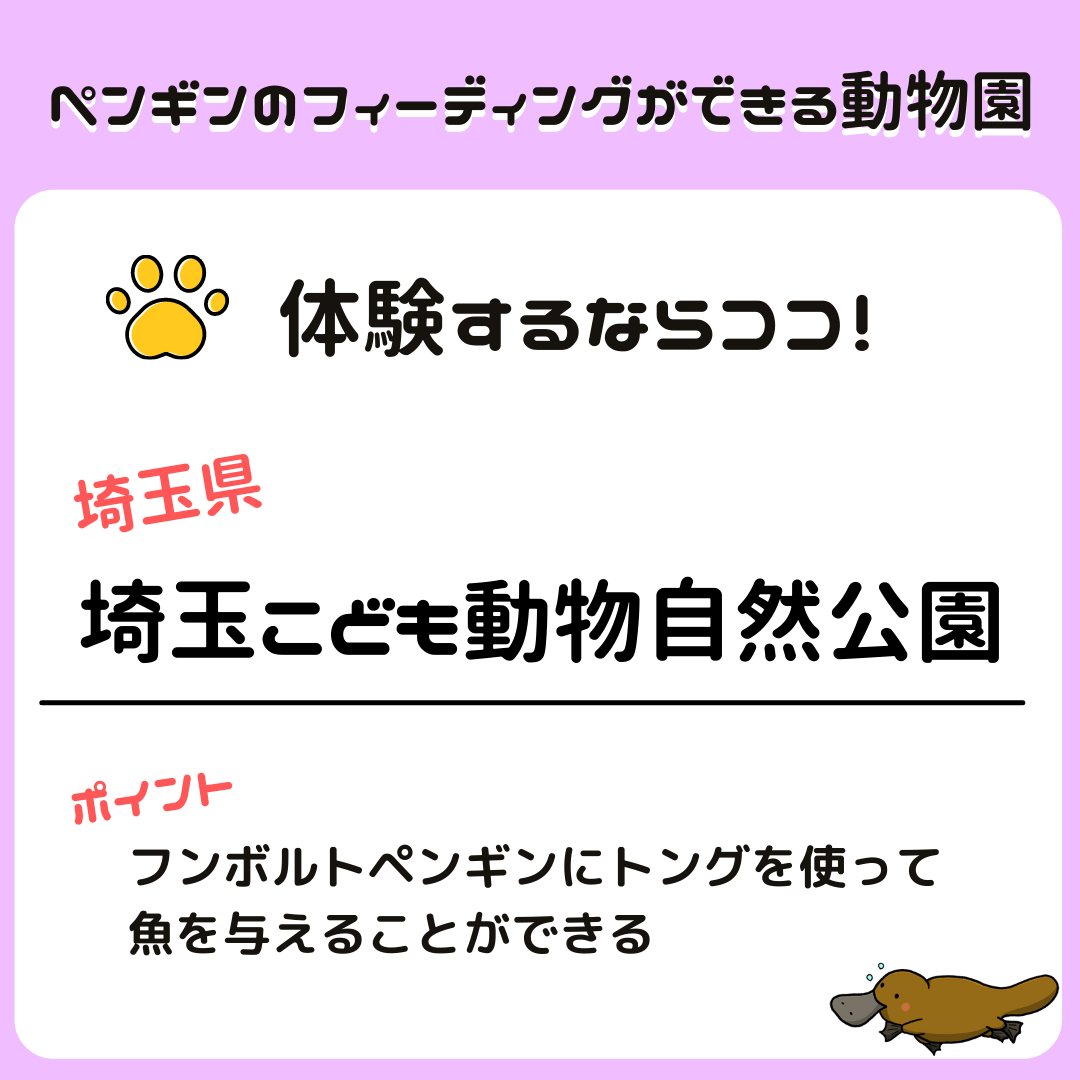 ペンギンのフィーディングができる動物園
体験するならココ!
埼玉県
埼玉こども動物自然公園
ポイント
フンボルトペンギンにトングを使って
魚を与えることができる